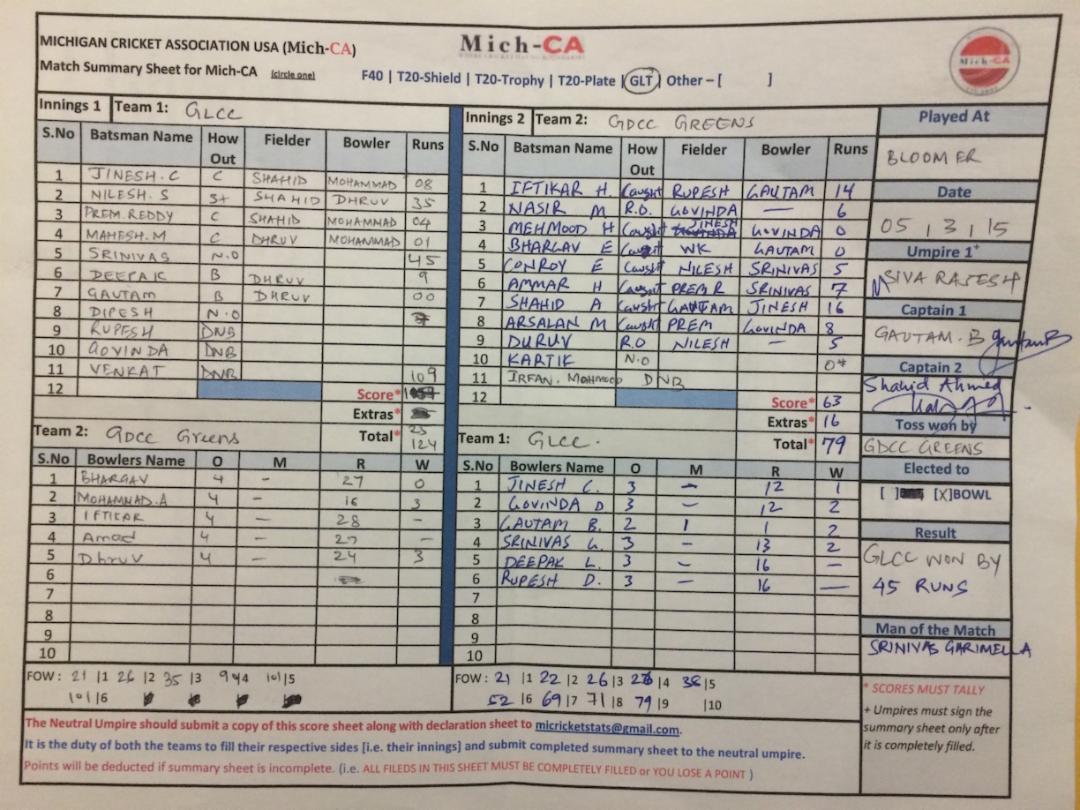 MICHIGAN CRICKET ASSOCIATION USA (Mich-CA)
Mich-CA
Match Summary Sheet for Mich-CA (circle one) F40 | T20-Shield | T20-Trophy | T20-Plate | GLT | Other – [ ]
Mich-CA
Innings 1 Team 1: GLCC
S.No Batsman Name How Out Fielder Bowler Runs
1 JINESH.C C SHAHID MOHAMMAD 08
2 NILESH.S St SHAHID DHRUV 35
3 PREM.REDDY C SHAHID MOHAMMAD 04
4 MAHESH.M C DHRUV MOHAMMAD 01
5 SRINIVAS N.O 45
6 DEEPAK B DHRUV 9
7 GAUTAM B DHRUV 00
8 DIPESH N.O 7
9 RUPESH DNB
10 GOVINDA DNB
11 VENKAT DNB 109
12 Score*
Extras*
23
Total* 124
Team 2: GDCC Greens
S.No Bowlers Name O M R W
1 BHARGAV 4 – 27 0
2 MOHAMMAD.A 4 – 16 3
3 IFTIKAR 4 – 28 –
4 Amad 4 – 27 –
5 Dhruv 4 – 24 3
6
7
8
9
10
FOW: 21 |1 26 |2 35 |3 94 |4 101 |5
101 |6 |7 |8 |9 |10
Innings 2 Team 2: GDCC GREENS
S.No Batsman Name How Out Fielder Bowler Runs
1 IFTIKAR H Caught RUPESH GAUTAM 14
2 NASIR M R.O. GOVINDA — 6
3 MEHMOOD H Caught JINESH GOVINDA 0
4 BHARGAV E Caught WK GAUTAM 0
5 CONROY E Caught NILESH SRINIVAS 5
6 AMMAR H Caught PREM R SRINIVAS 7
7 SHAHID A Caught GAUTAM JINESH 16
8 ARSALAN M Caught PREM GOVINDA 8
9 DURUV R.O NILESH — 5
10 KARTIK N.O 0*
11 IRFAN. MOHMOOD DNB
12 Score* 63
Extras* 16
Total* 79
Team 1: GLCC.
S.No Bowlers Name O M R W
1 JINESH C. 3 – 12 1
2 GOVINDA D 3 – 12 2
3 GAUTAM B. 2 1 1 2
4 SRINIVAS G. 3 – 13 2
5 DEEPAK L. 3 – 16 –
6 RUPESH D. 3 – 16 —
7
8
9
10
FOW: 21 |1 22 |2 26 |3 26 |4 38 |5
52 |6 69 |7 71 |8 79 |9 |10
Played At
BLOOMER
Date
05 | 3 | 15
Umpire 1+
SIVA RAJESH
Captain 1
GAUTAM. B
Captain 2
Shahid Ahmed
Toss won by
GDCC GREENS
Elected to
[ ] [X]BOWL
Result
GLCC WON BY
45 RUNS
Man of the Match
SRINIVAS GARIMELLA
* SCORES MUST TALLY
+ Umpires must sign the
summary sheet only after
it is completely filled.
The Neutral Umpire should submit a copy of this score sheet along with declaration sheet to micricketstats@gmail.com.
It is the duty of both the teams to fill their respective sides [i.e. their innings] and submit completed summary sheet to the neutral umpire.
Points will be deducted if summary sheet is incomplete. (i.e. ALL FILEDS IN THIS SHEET MUST BE COMPLETELY FILLED or YOU LOSE A POINT )